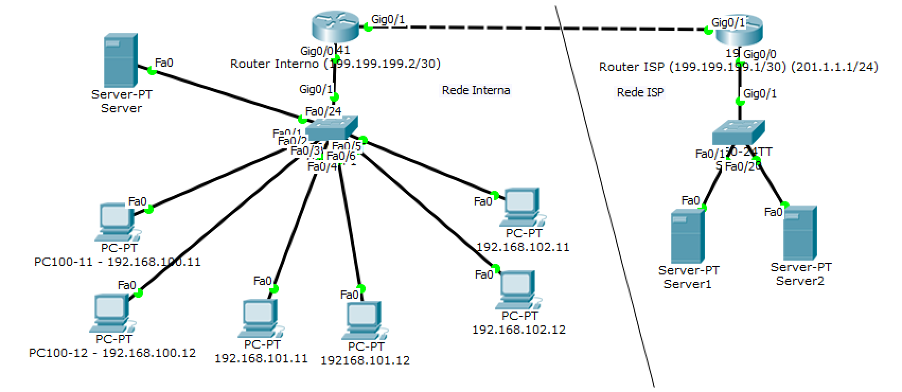 Gig0/1
Gig0/1
Fa0
Gig0/0
41
Gig0/0
Router Interno (199.199.199.2/30)
Router ISP (199.199.199.1/30) (201.1.1.1/24)
Server-PT
Server
Gig0/1
Rede Interna
Rede ISP
Gig0/1
Fa0/24
Fa0/1
Fa0/2
Fa0/3
Fa0/4
Fa0/5
Fa0/6
0-24TT
Fa0/1
Fa0/20
Fa0
PC-PT
PC100-11 - 192.168.100.11
Fa0
PC-PT
192.168.102.11
Fa0
Server-PT
Server1
Fa0
Server-PT
Server2
Fa0
PC-PT
PC100-12 - 192.168.100.12
Fa0
PC-PT
192.168.101.11
Fa0
PC-PT
192168.101.12
Fa0
PC-PT
192.168.102.12